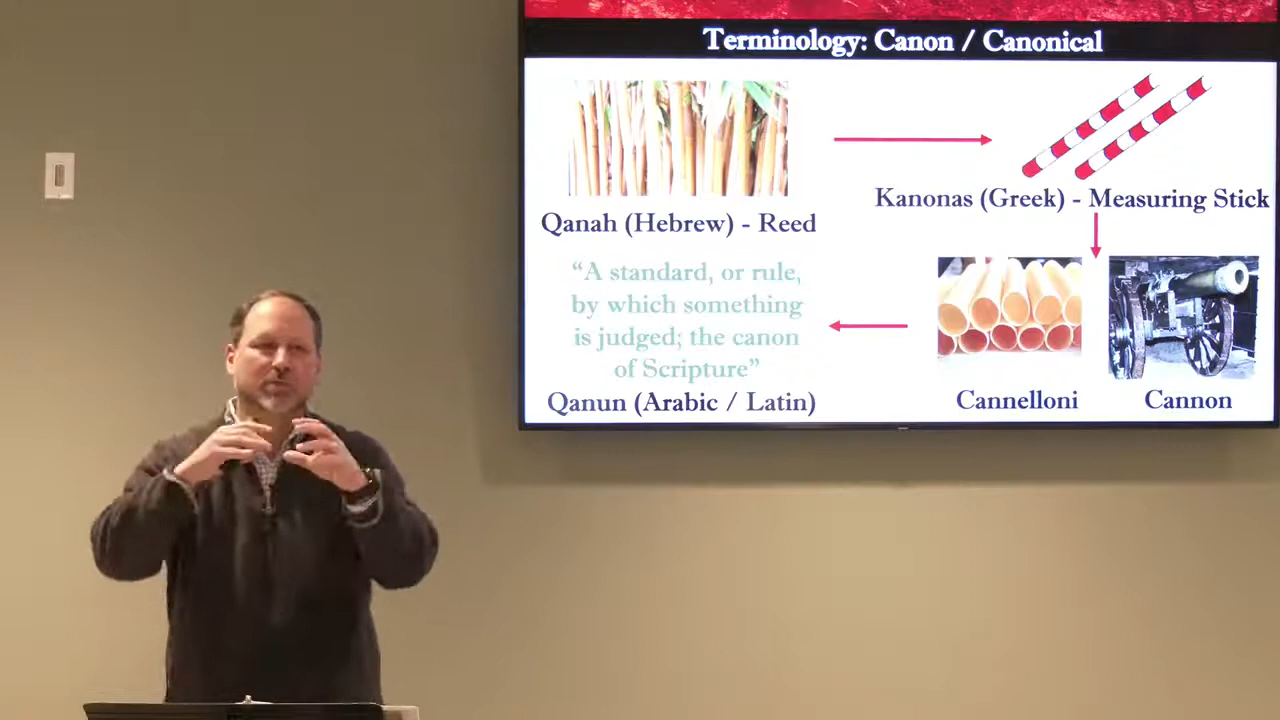 Terminology: Canon / Canonical
Qanah (Hebrew) - Reed
Kanonas (Greek) - Measuring Stick
“A standard, or rule,
by which something
is judged; the canon
of Scripture”
Qanun (Arabic / Latin)
Cannelloni
Cannon